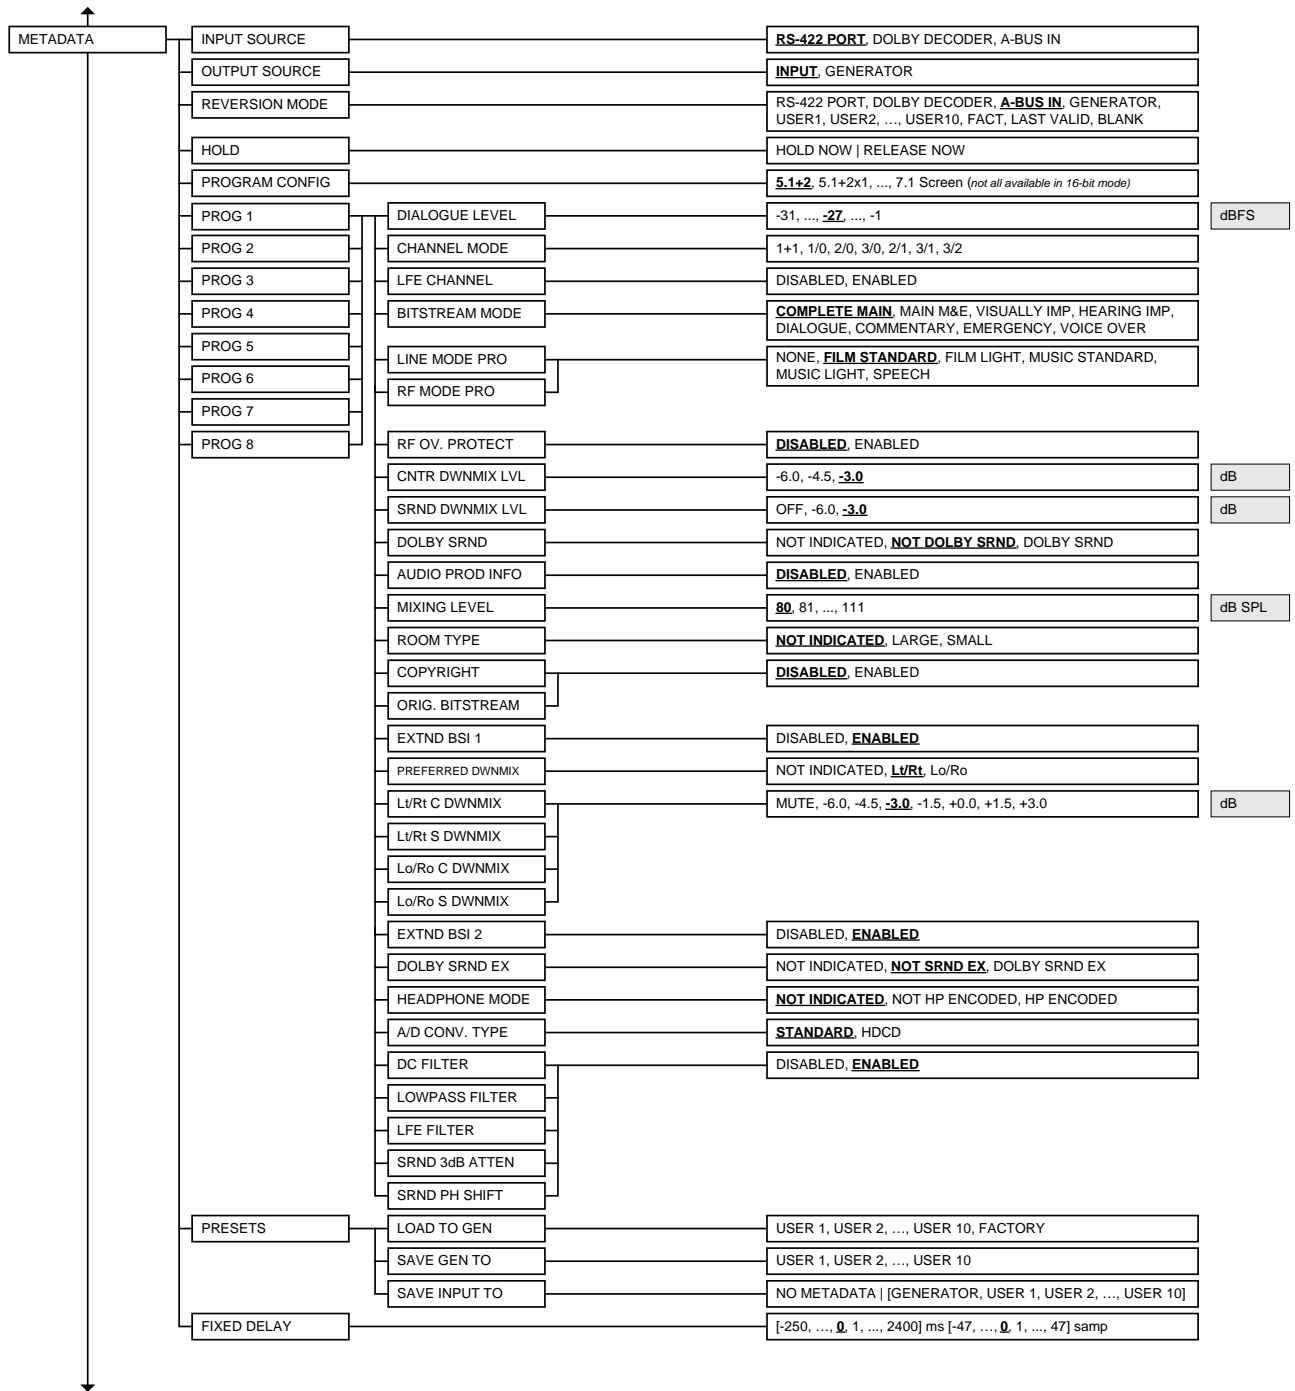 METADATA
INPUT SOURCE
RS-422 PORT, DOLBY DECODER, A-BUS IN
OUTPUT SOURCE
INPUT, GENERATOR
REVERSION MODE
RS-422 PORT, DOLBY DECODER, A-BUS IN, GENERATOR,
USER1, USER2, …, USER10, FACT, LAST VALID, BLANK
HOLD
HOLD NOW | RELEASE NOW
PROGRAM CONFIG
5.1+2, 5.1+2x1, ..., 7.1 Screen (not all available in 16-bit mode)
PROG 1
DIALOGUE LEVEL
-31, ..., -27, ..., -1
dBFS
PROG 2
CHANNEL MODE
1+1, 1/0, 2/0, 3/0, 2/1, 3/1, 3/2
PROG 3
LFE CHANNEL
DISABLED, ENABLED
PROG 4
BITSTREAM MODE
COMPLETE MAIN, MAIN M&E, VISUALLY IMP, HEARING IMP,
DIALOGUE, COMMENTARY, EMERGENCY, VOICE OVER
PROG 5
LINE MODE PRO
NONE, FILM STANDARD, FILM LIGHT, MUSIC STANDARD,
MUSIC LIGHT, SPEECH
PROG 6
RF MODE PRO
PROG 7
PROG 8
RF OV. PROTECT
DISABLED, ENABLED
CNTR DWNMIX LVL
-6.0, -4.5, -3.0
dB
SRND DWNMIX LVL
OFF, -6.0, -3.0
dB
DOLBY SRND
NOT INDICATED, NOT DOLBY SRND, DOLBY SRND
AUDIO PROD INFO
DISABLED, ENABLED
MIXING LEVEL
80, 81, ..., 111
dB SPL
ROOM TYPE
NOT INDICATED, LARGE, SMALL
COPYRIGHT
DISABLED, ENABLED
ORIG. BITSTREAM
EXTND BSI 1
DISABLED, ENABLED
PREFERRED DWNMIX
NOT INDICATED, Lt/Rt, Lo/Ro
Lt/Rt C DWNMIX
MUTE, -6.0, -4.5, -3.0, -1.5, +0.0, +1.5, +3.0
dB
Lt/Rt S DWNMIX
Lo/Ro C DWNMIX
Lo/Ro S DWNMIX
EXTND BSI 2
DISABLED, ENABLED
DOLBY SRND EX
NOT INDICATED, NOT SRND EX, DOLBY SRND EX
HEADPHONE MODE
NOT INDICATED, NOT HP ENCODED, HP ENCODED
A/D CONV. TYPE
STANDARD, HDCD
DC FILTER
DISABLED, ENABLED
LOWPASS FILTER
LFE FILTER
SRND 3dB ATTEN
SRND PH SHIFT
PRESETS
LOAD TO GEN
USER 1, USER 2, …, USER 10, FACTORY
SAVE GEN TO
USER 1, USER 2, …, USER 10
SAVE INPUT TO
NO METADATA | [GENERATOR, USER 1, USER 2, …, USER 10]
FIXED DELAY
[-250, …, 0, 1, ..., 2400] ms [-47, …, 0, 1, ..., 47] samp